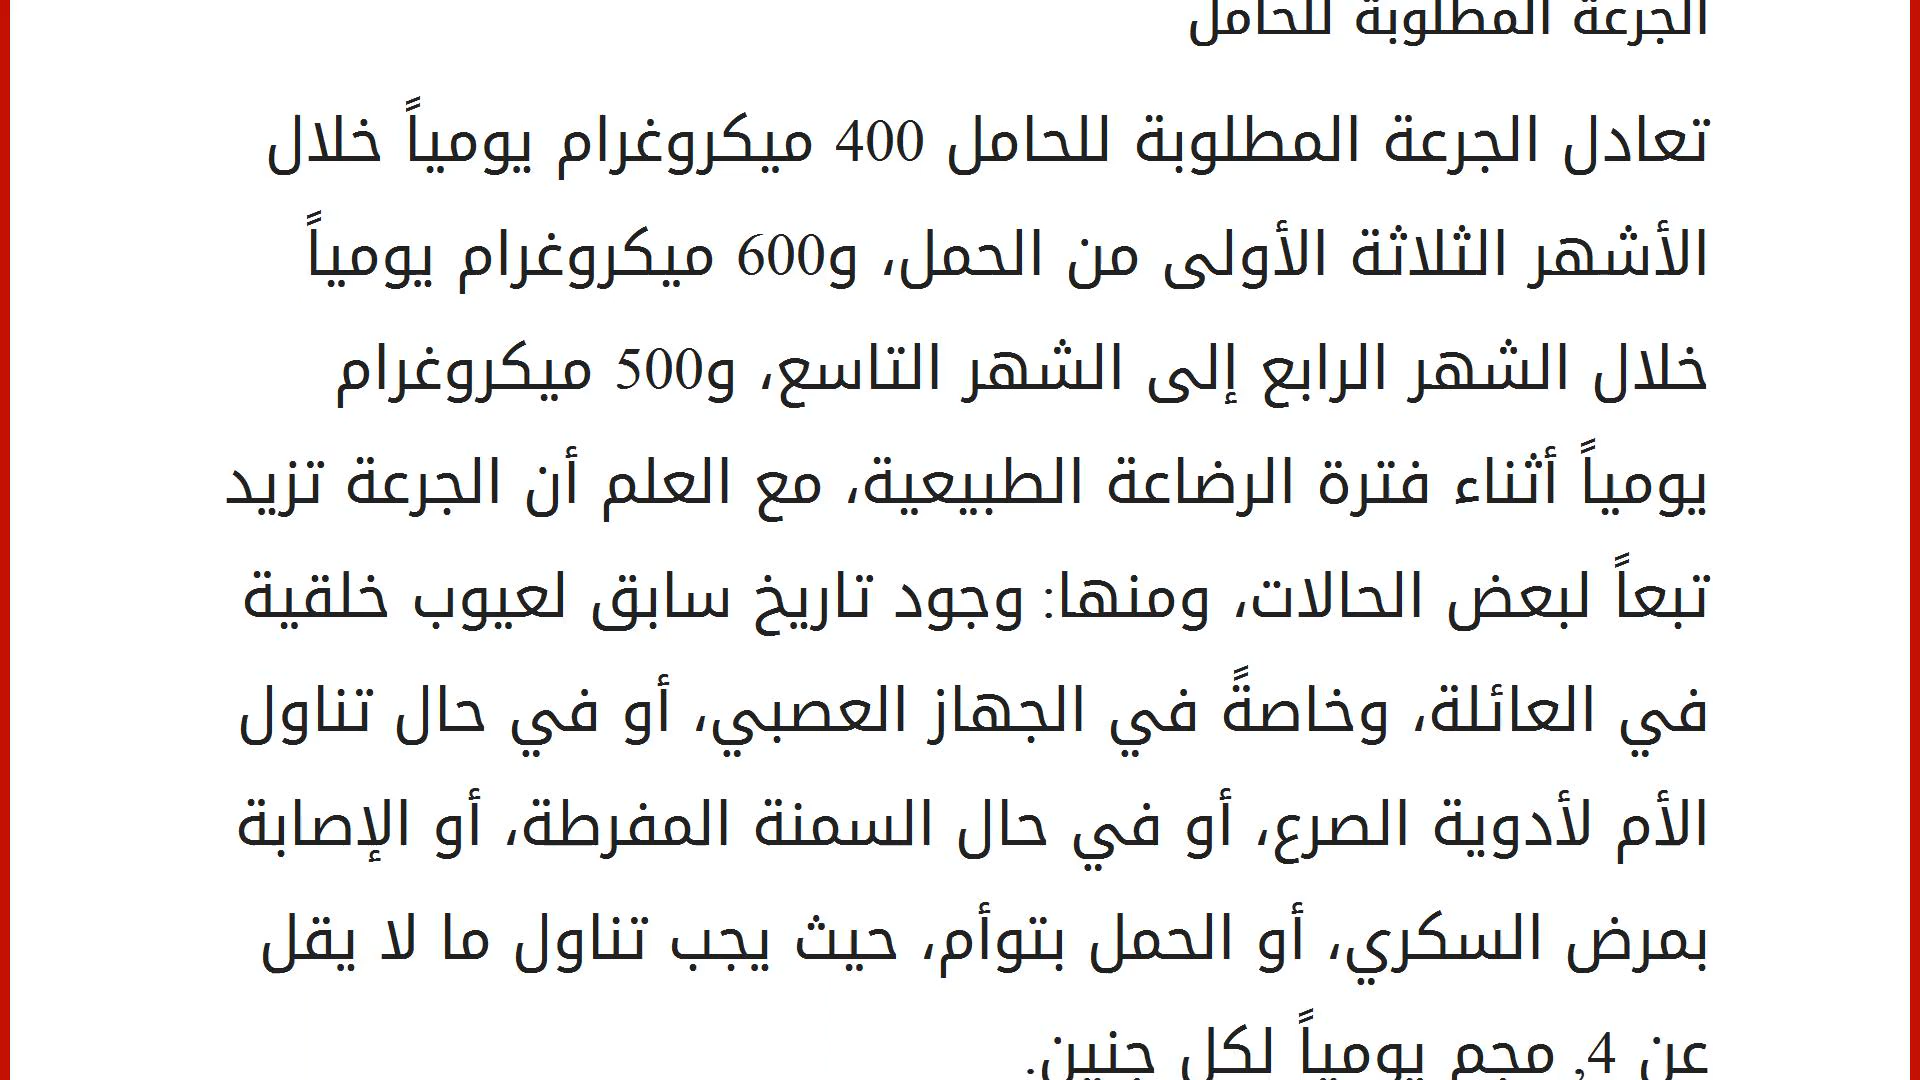 الجرعة المطلوبة للحامل
تعادل الجرعة المطلوبة للحامل 400 ميكروغرام يومياً خلال
الأشهر الثلاثة الأولى من الحمل، و600 ميكروغرام يومياً
خلال الشهر الرابع إلى الشهر التاسع، و500 ميكروغرام
يومياً أثناء فترة الرضاعة الطبيعية، مع العلم أن الجرعة تزيد
تبعاً لبعض الحالات، ومنها: وجود تاريخ سابق لعيوب خلقية
في العائلة، وخاصةً في الجهاز العصبي، أو في حال تناول
الأم لأدوية الصرع، أو في حال السمنة المفرطة، أو الإصابة
بمرض السكري، أو الحمل بتوأم، حيث يجب تناول ما لا يقل
عن 4, مجم يومياً لكل جنين.